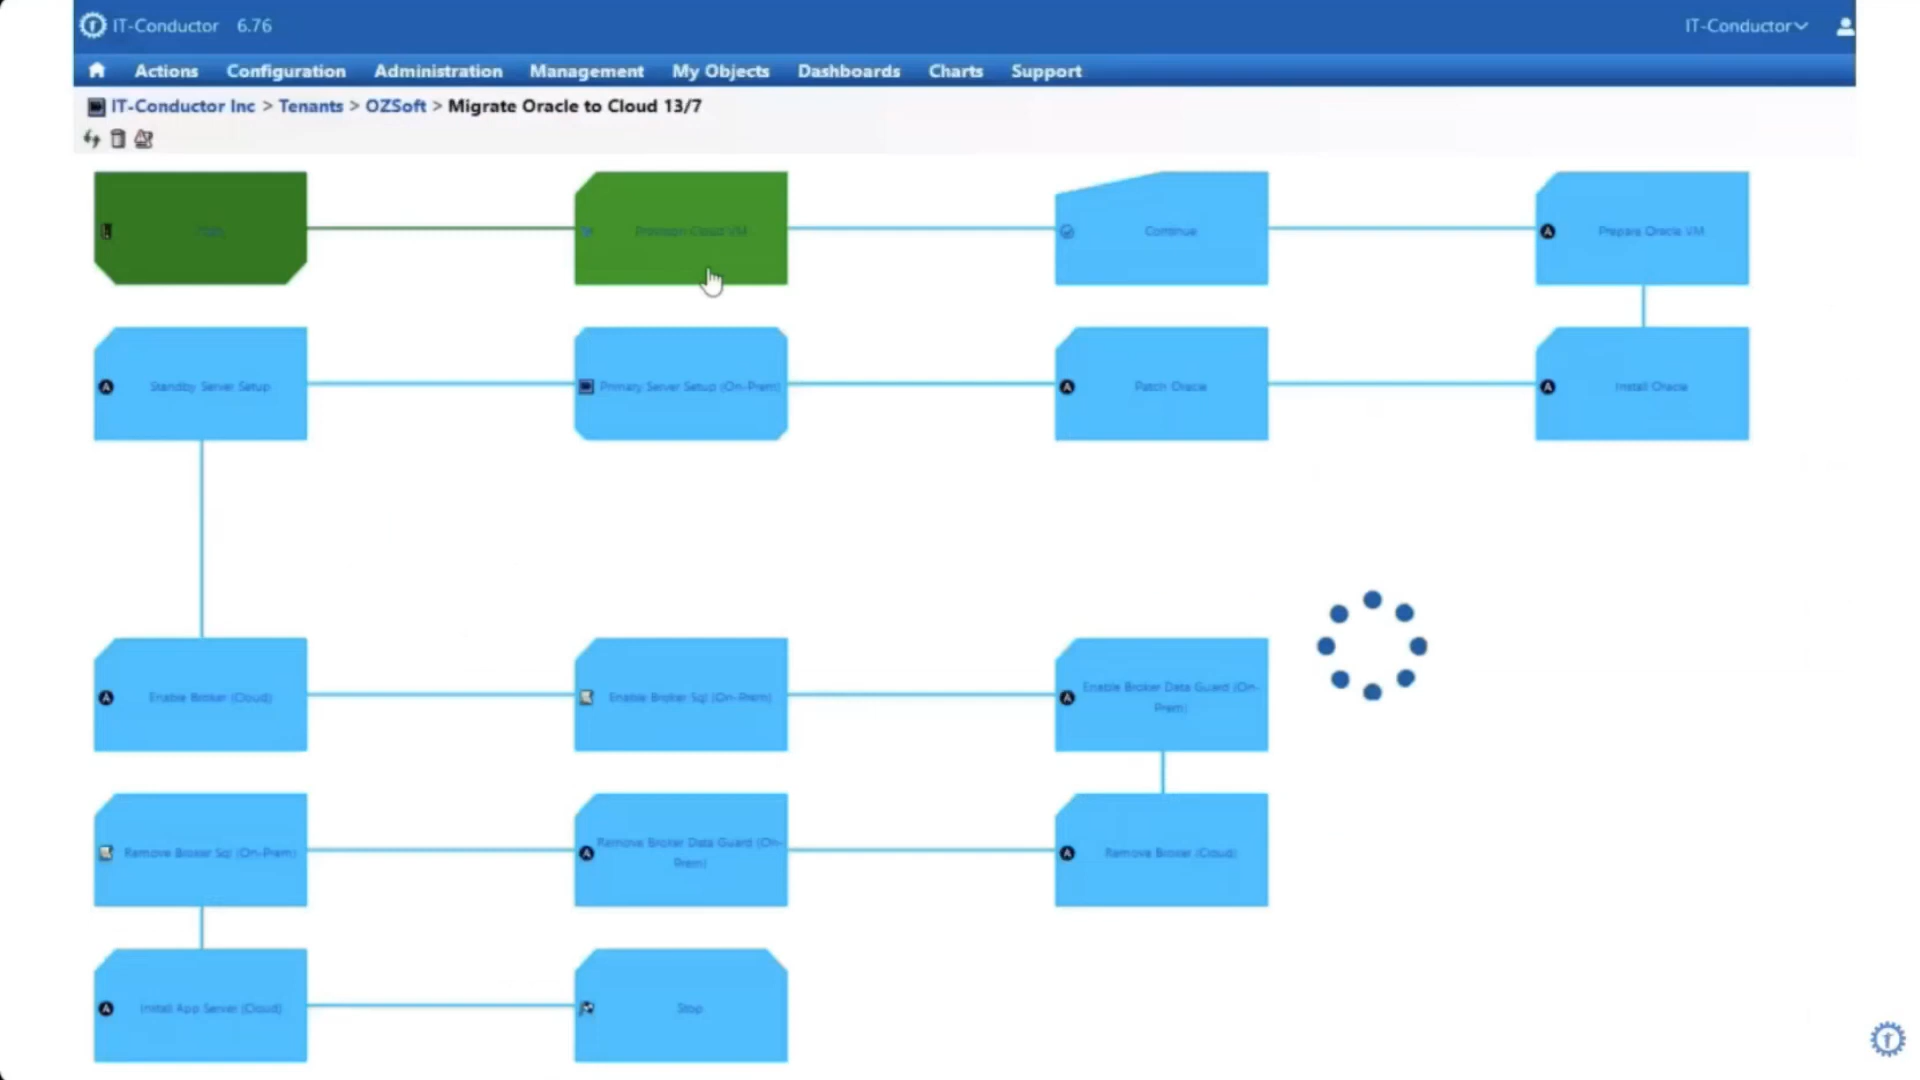 IT-Conductor 6.76
IT-Conductor
Actions Configuration Administration Management My Objects Dashboards Charts Support
IT-Conductor Inc > Tenants > OZSoft > Migrate Oracle to Cloud 13/7
Provision Cloud VM
Continue
Prepare Oracle VM
Standby Server Setup
Primary Server Setup (On-Prem)
Patch Oracle
Install Oracle
Enable Broker (Cloud)
Enable Broker Sql (On-Prem)
Enable Broker Data Guard (On-
Prem)
Remove Broker Sql (On-Prem)
Remove Broker Data Guard (On-
Prem)
Remove Broker (Cloud)
Install App Server (Cloud)
Stop